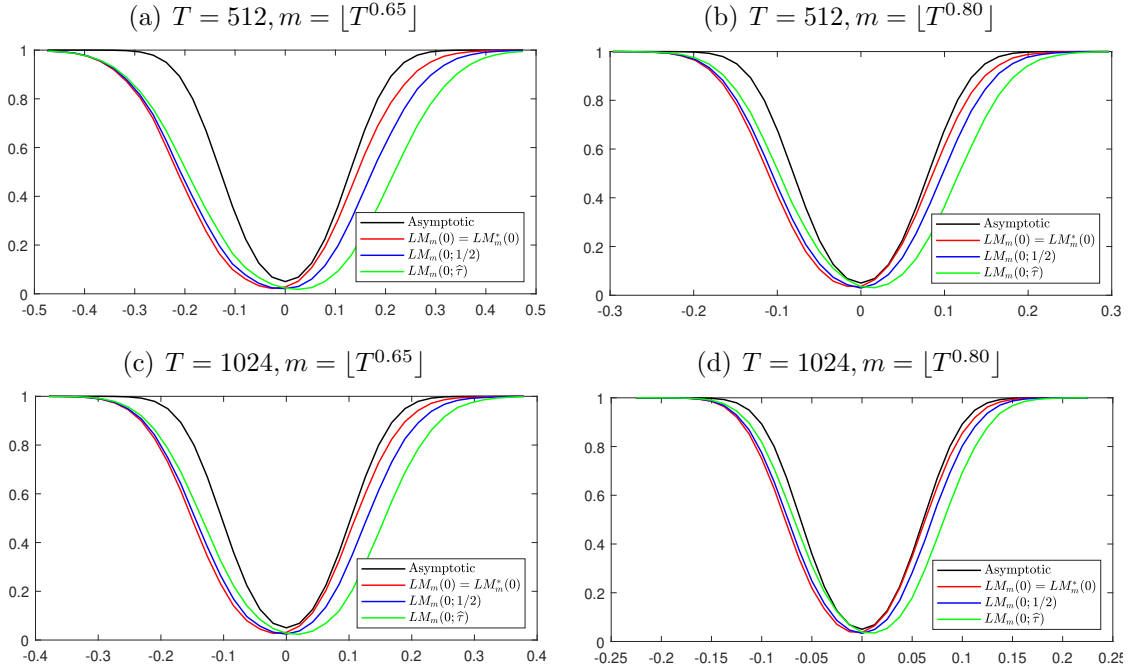 (a) T = 512, m = ⌊T^0.65⌋
1
0.8
0.6
0.4
0.2
0
-0.5 -0.4 -0.3 -0.2 -0.1 0 0.1 0.2 0.3 0.4 0.5
Asymptotic
LM_m(0) = LM*_m(0)
LM_m(0; 1/2)
LM_m(0; τ̂)
(b) T = 512, m = ⌊T^0.80⌋
1
0.8
0.6
0.4
0.2
0
-0.3 -0.2 -0.1 0 0.1 0.2 0.3
Asymptotic
LM_m(0) = LM*_m(0)
LM_m(0; 1/2)
LM_m(0; τ̂)
(c) T = 1024, m = ⌊T^0.65⌋
1
0.8
0.6
0.4
0.2
0
-0.4 -0.3 -0.2 -0.1 0 0.1 0.2 0.3 0.4
Asymptotic
LM_m(0) = LM*_m(0)
LM_m(0; 1/2)
LM_m(0; τ̂)
(d) T = 1024, m = ⌊T^0.80⌋
1
0.8
0.6
0.4
0.2
0
-0.25 -0.2 -0.15 -0.1 -0.05 0 0.05 0.1 0.15 0.2 0.25
Asymptotic
LM_m(0) = LM*_m(0)
LM_m(0; 1/2)
LM_m(0; τ̂)